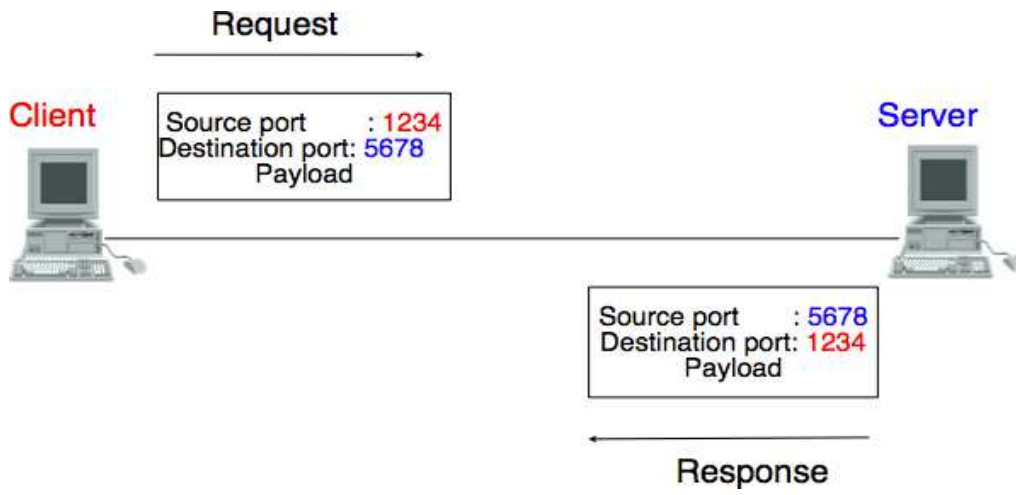 Request
Client
Source port : 1234
Destination port: 5678
Payload
Server
Source port : 5678
Destination port: 1234
Payload
Response